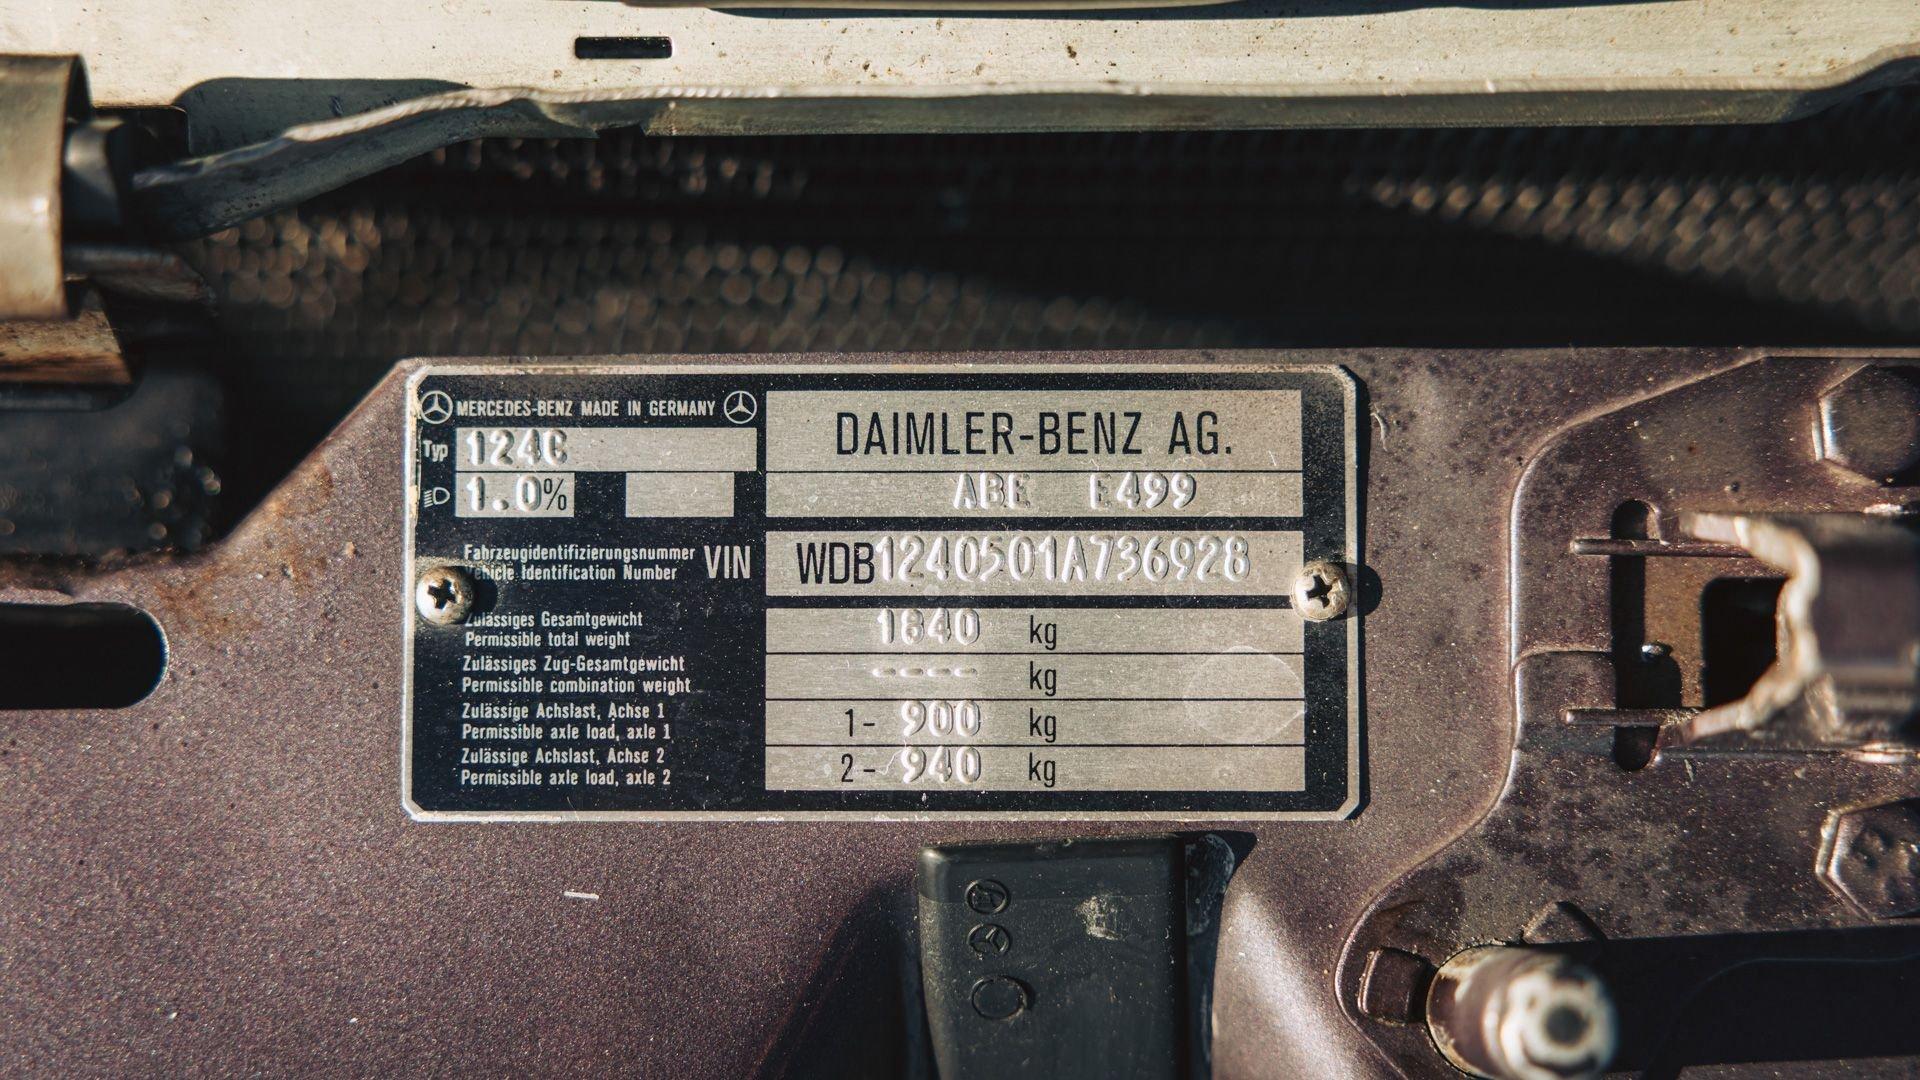 MERCEDES-BENZ MADE IN GERMANY
Typ 124C
1.0%
DAIMLER-BENZ AG.
ABE E499
Fahrzeugidentifizierungsnummer
Vehicle Identification Number
VIN
WDB1240501A736928
Zulässiges Gesamtgewicht
Permissible total weight
1840 kg
Zulässiges Zug-Gesamtgewicht
Permissible combination weight
---- kg
Zulässige Achslast, Achse 1
Permissible axle load, axle 1
1- 900 kg
Zulässige Achslast, Achse 2
Permissible axle load, axle 2
2- 940 kg